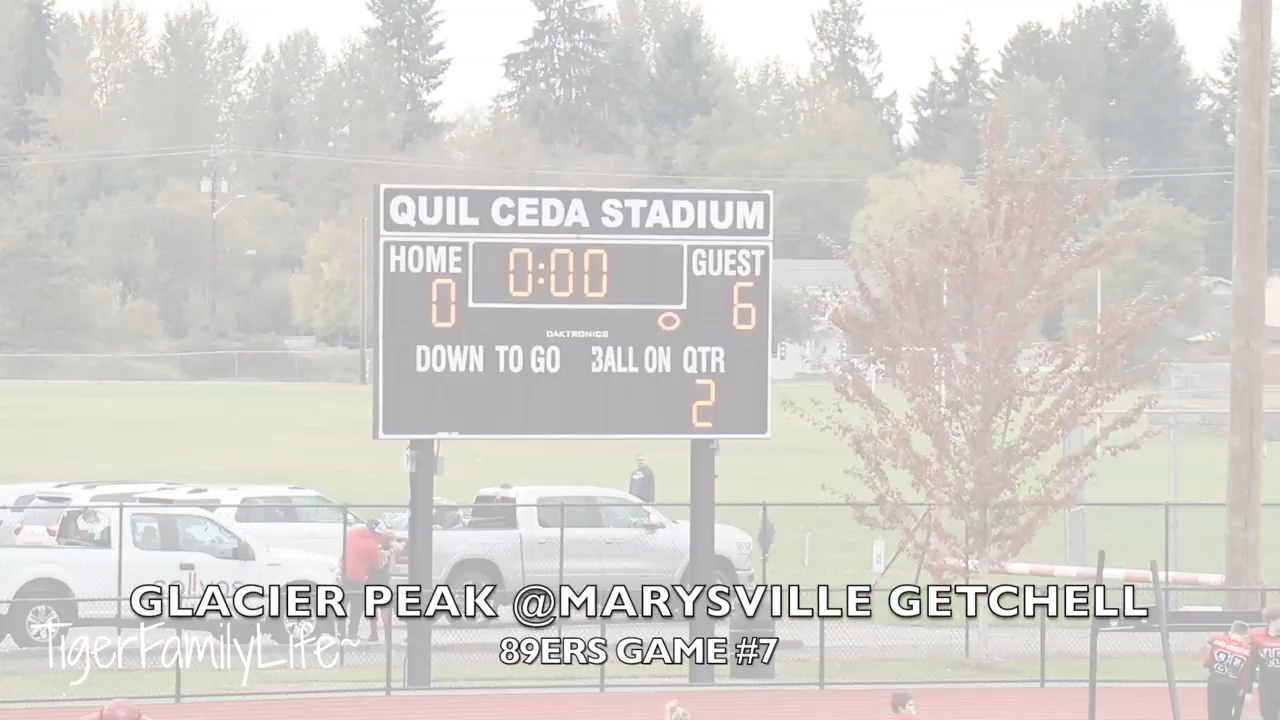 QUIL CEDA STADIUM
HOME 0:00 GUEST
0 6
DAKTRONICS
DOWN TO GO BALL ON QTR
2
GLACIER PEAK @MARYSVILLE GETCHELL
TigerFamilyLife~
89ERS GAME #7